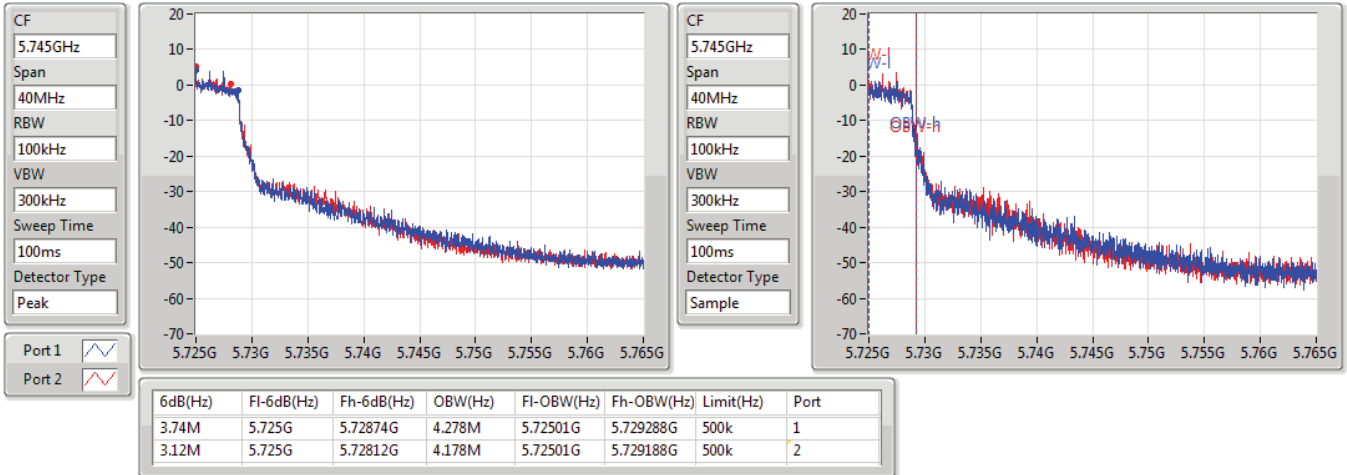 CF
5.745GHz
Span
40MHz
RBW
100kHz
VBW
300kHz
Sweep Time
100ms
Detector Type
Peak
Port 1
Port 2
20
10
0
-10
-20
-30
-40
-50
-60
-70
5.725G 5.73G 5.735G 5.74G 5.745G 5.75G 5.755G 5.76G 5.765G
CF
5.745GHz
Span
40MHz
RBW
100kHz
VBW
300kHz
Sweep Time
100ms
Detector Type
Sample
20
10
0
-10
-20
-30
-40
-50
-60
-70
W-l
W-l
OBW-h
OBW-h
5.725G 5.73G 5.735G 5.74G 5.745G 5.75G 5.755G 5.76G 5.765G
6dB(Hz) Fl-6dB(Hz) Fh-6dB(Hz) OBW(Hz) Fl-OBW(Hz) Fh-OBW(Hz) Limit(Hz) Port
3.74M 5.725G 5.72874G 4.278M 5.72501G 5.729288G 500k 1
3.12M 5.725G 5.72812G 4.178M 5.72501G 5.729188G 500k 2